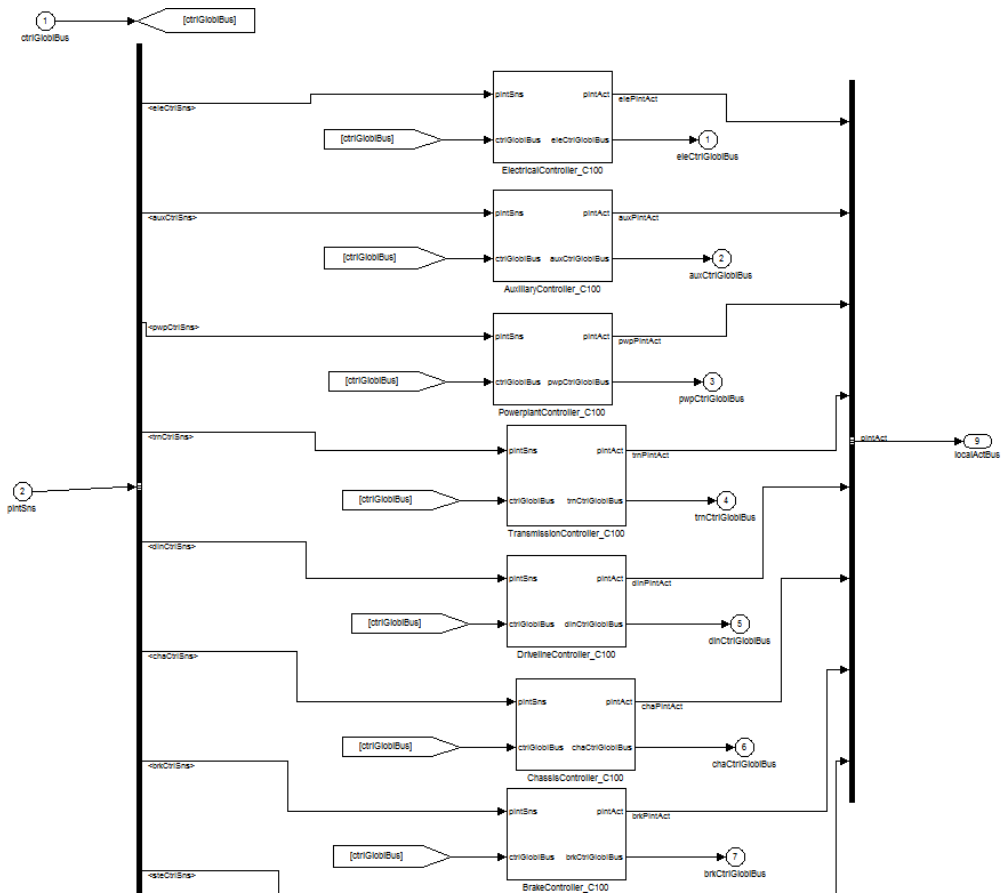 1
ctrlGloblBus
[ctrlGloblBus]
<eleCtrlSns>
plntSns
plntAct
elePlntAct
[ctrlGloblBus]
ctrlGloblBus
eleCtrlGloblBus
1
eleCtrlGloblBus
ElectricalController_C100
<auxCtrlSns>
plntSns
plntAct
auxPlntAct
[ctrlGloblBus]
ctrlGloblBus
auxCtrlGloblBus
2
auxCtrlGloblBus
AuxiliaryController_C100
<pwpCtrlSns>
plntSns
plntAct
pwpPlntAct
[ctrlGloblBus]
ctrlGloblBus
pwpCtrlGloblBus
3
pwpCtrlGloblBus
PowerplantController_C100
<trnCtrlSns>
plntSns
plntAct
trnPlntAct
plntAct
9
localActBus
2
plntSns
[ctrlGloblBus]
ctrlGloblBus
trnCtrlGloblBus
4
trnCtrlGloblBus
TransmissionController_C100
<dlnCtrlSns>
plntSns
plntAct
dlnPlntAct
[ctrlGloblBus]
ctrlGloblBus
dlnCtrlGloblBus
5
dlnCtrlGloblBus
DrivelineController_C100
<chaCtrlSns>
plntSns
plntAct
chaPlntAct
[ctrlGloblBus]
ctrlGloblBus
chaCtrlGloblBus
6
chaCtrlGloblBus
ChassisController_C100
<brkCtrlSns>
plntSns
plntAct
brkPlntAct
[ctrlGloblBus]
ctrlGloblBus
brkCtrlGloblBus
7
brkCtrlGloblBus
BrakeController_C100
<steCtrlSns>